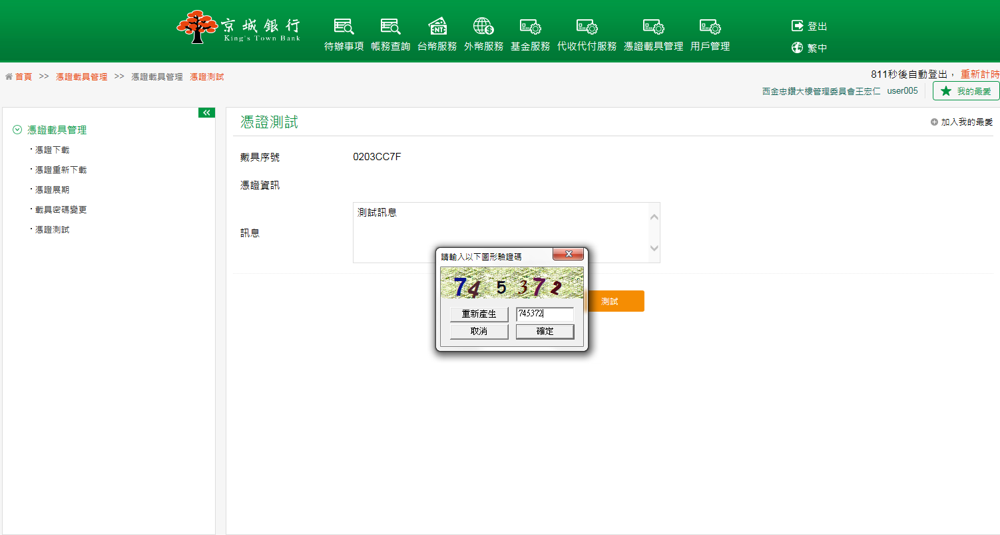 京城銀行
King's Town Bank
待辦事項 帳務查詢 台幣服務 外幣服務 基金服務 代收代付服務 憑證載具管理 用戶管理
NT$
登出
繁中
首頁 >> 憑證載具管理 >> 憑證載具管理 憑證測試
811秒後自動登出， 重新計時
西金忠鑽大樓管理委員會王宏仁 user005
我的最愛
憑證載具管理
‧憑證下載
‧憑證重新下載
‧憑證展期
‧載具密碼變更
‧憑證測試
憑證測試
加入我的最愛
戴具序號 0203CC7F
憑證資訊
訊息
測試訊息
請輸入以下圖形驗證碼
74 5 372
重新產生
745372
取消
確定
測試